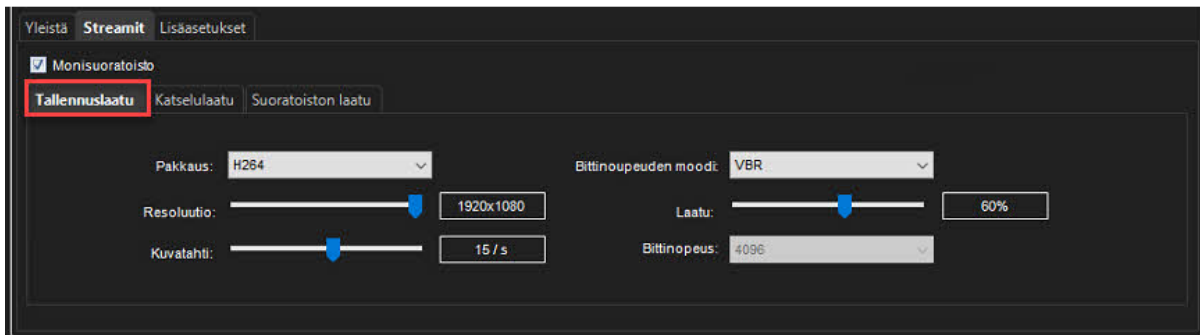 Yleistä Streamit Lisäasetukset
Monisuoratoisto
Tallennuslaatu Katselulaatu Suoratoiston laatu
Pakkaus: H264 Bittinoupeuden moodi: VBR
Resoluutio: 1920x1080 Laatu: 60%
Kuvatahti: 15 / s Bittinopeus: 4096